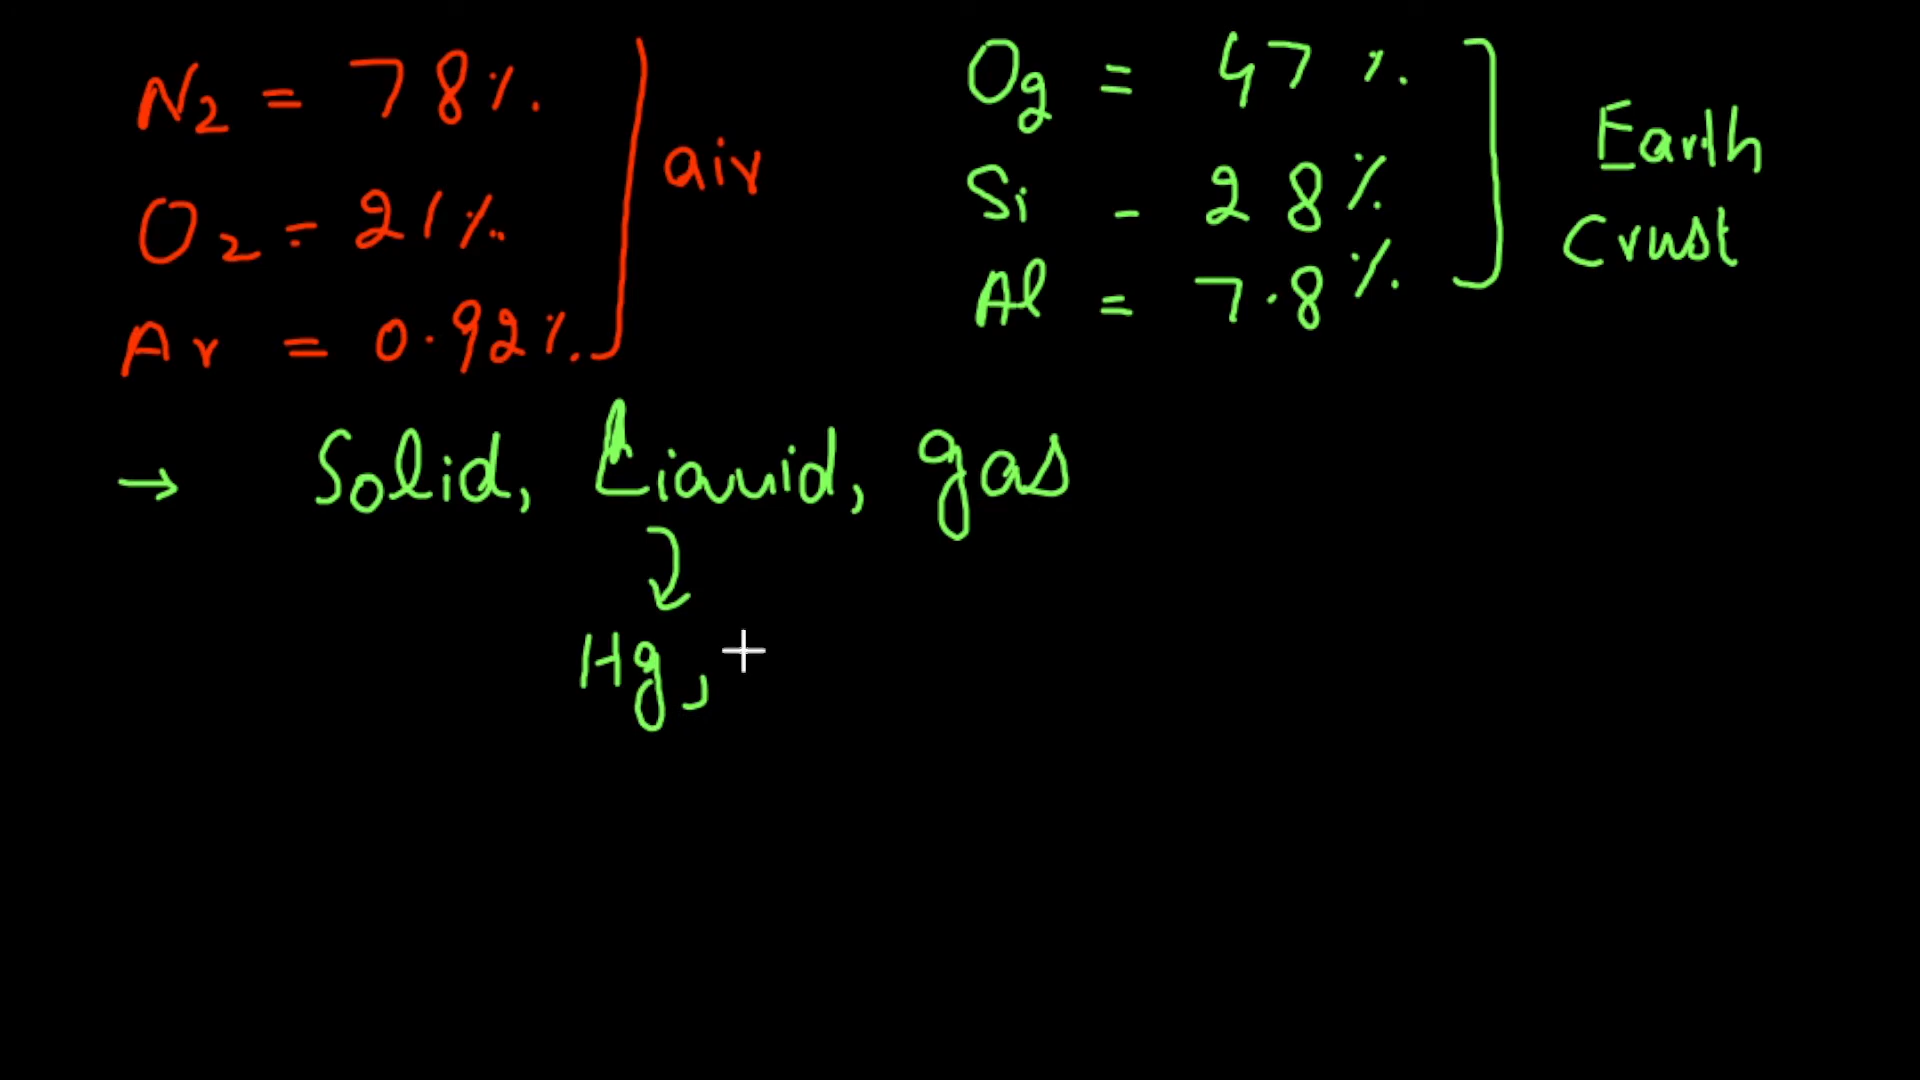 N2 = 78%.
O2 = 21%.
Ar = 0.92%.
air
Og = 47%.
Si - 28%.
Al = 7.8%.
Earth
Crust
→ Solid, Liquid, gas
Hg,